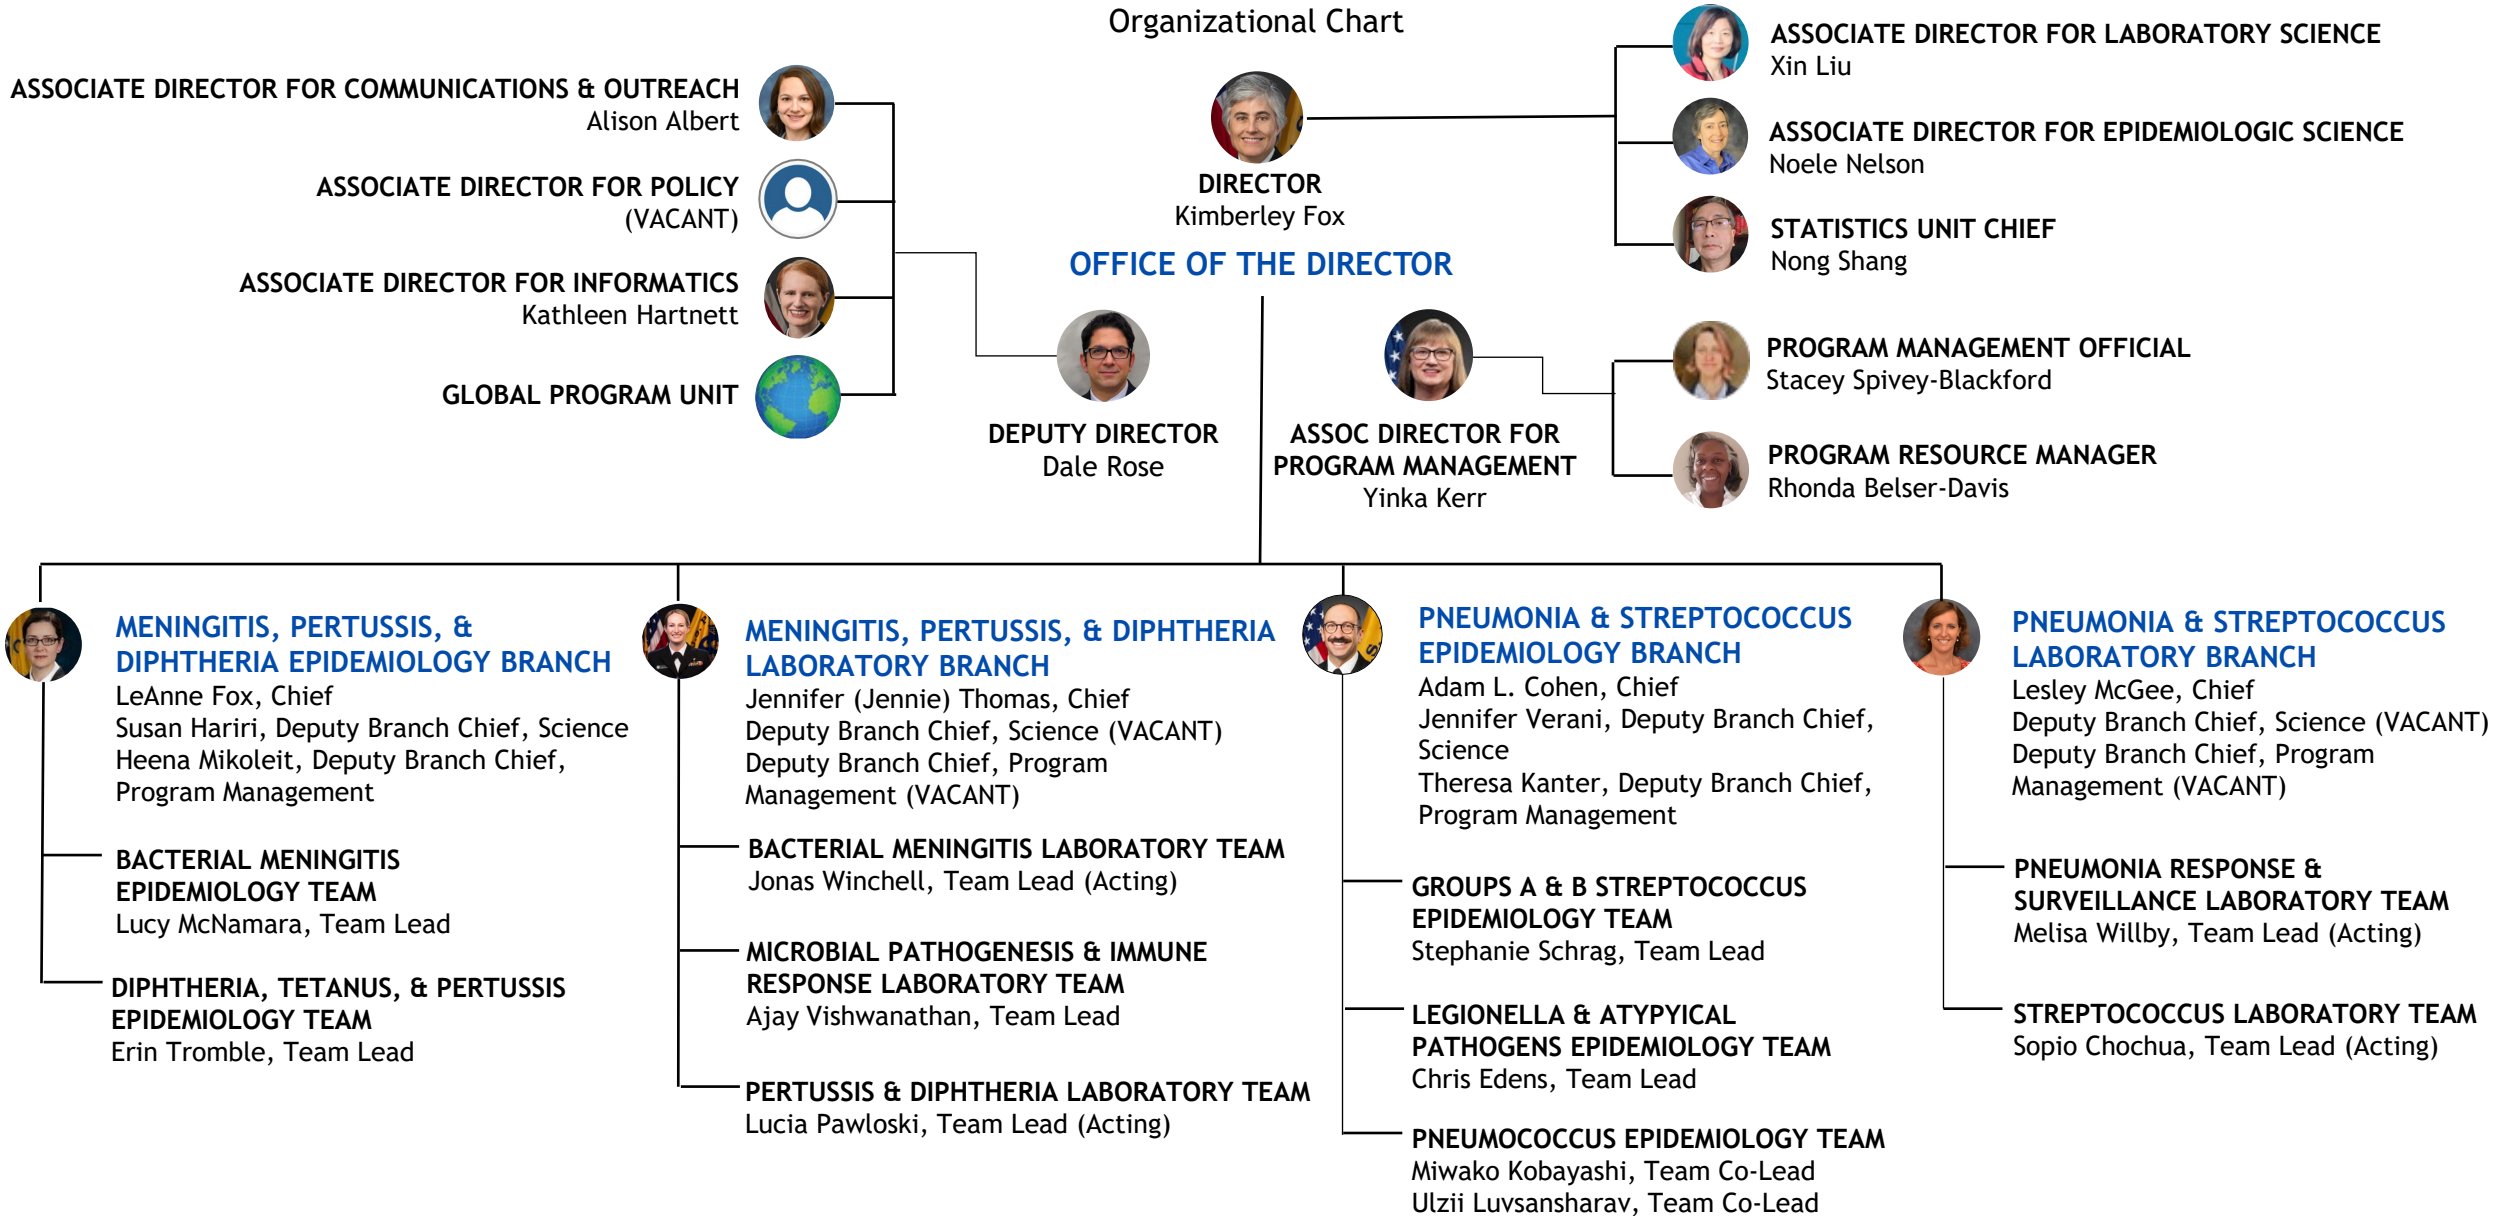 Organizational Chart
ASSOCIATE DIRECTOR FOR COMMUNICATIONS & OUTREACH
Alison Albert
ASSOCIATE DIRECTOR FOR POLICY
(VACANT)
ASSOCIATE DIRECTOR FOR INFORMATICS
Kathleen Hartnett
GLOBAL PROGRAM UNIT
DIRECTOR
Kimberley Fox
OFFICE OF THE DIRECTOR
DEPUTY DIRECTOR
Dale Rose
ASSOC DIRECTOR FOR
PROGRAM MANAGEMENT
Yinka Kerr
ASSOCIATE DIRECTOR FOR LABORATORY SCIENCE
Xin Liu
ASSOCIATE DIRECTOR FOR EPIDEMIOLOGIC SCIENCE
Noele Nelson
STATISTICS UNIT CHIEF
Nong Shang
PROGRAM MANAGEMENT OFFICIAL
Stacey Spivey-Blackford
PROGRAM RESOURCE MANAGER
Rhonda Belser-Davis
MENINGITIS, PERTUSSIS, &
DIPHTHERIA EPIDEMIOLOGY BRANCH
LeAnne Fox, Chief
Susan Hariri, Deputy Branch Chief, Science
Heena Mikoleit, Deputy Branch Chief,
Program Management
BACTERIAL MENINGITIS
EPIDEMIOLOGY TEAM
Lucy McNamara, Team Lead
DIPHTHERIA, TETANUS, & PERTUSSIS
EPIDEMIOLOGY TEAM
Erin Tromble, Team Lead
MENINGITIS, PERTUSSIS, & DIPHTHERIA
LABORATORY BRANCH
Jennifer (Jennie) Thomas, Chief
Deputy Branch Chief, Science (VACANT)
Deputy Branch Chief, Program
Management (VACANT)
BACTERIAL MENINGITIS LABORATORY TEAM
Jonas Winchell, Team Lead (Acting)
MICROBIAL PATHOGENESIS & IMMUNE
RESPONSE LABORATORY TEAM
Ajay Vishwanathan, Team Lead
PERTUSSIS & DIPHTHERIA LABORATORY TEAM
Lucia Pawloski, Team Lead (Acting)
PNEUMONIA & STREPTOCOCCUS
EPIDEMIOLOGY BRANCH
Adam L. Cohen, Chief
Jennifer Verani, Deputy Branch Chief,
Science
Theresa Kanter, Deputy Branch Chief,
Program Management
GROUPS A & B STREPTOCOCCUS
EPIDEMIOLOGY TEAM
Stephanie Schrag, Team Lead
LEGIONELLA & ATYPYICAL
PATHOGENS EPIDEMIOLOGY TEAM
Chris Edens, Team Lead
PNEUMOCOCCUS EPIDEMIOLOGY TEAM
Miwako Kobayashi, Team Co-Lead
Ulzii Luvsansharav, Team Co-Lead
PNEUMONIA & STREPTOCOCCUS
LABORATORY BRANCH
Lesley McGee, Chief
Deputy Branch Chief, Science (VACANT)
Deputy Branch Chief, Program
Management (VACANT)
PNEUMONIA RESPONSE &
SURVEILLANCE LABORATORY TEAM
Melisa Willby, Team Lead (Acting)
STREPTOCOCCUS LABORATORY TEAM
Sopio Chochua, Team Lead (Acting)